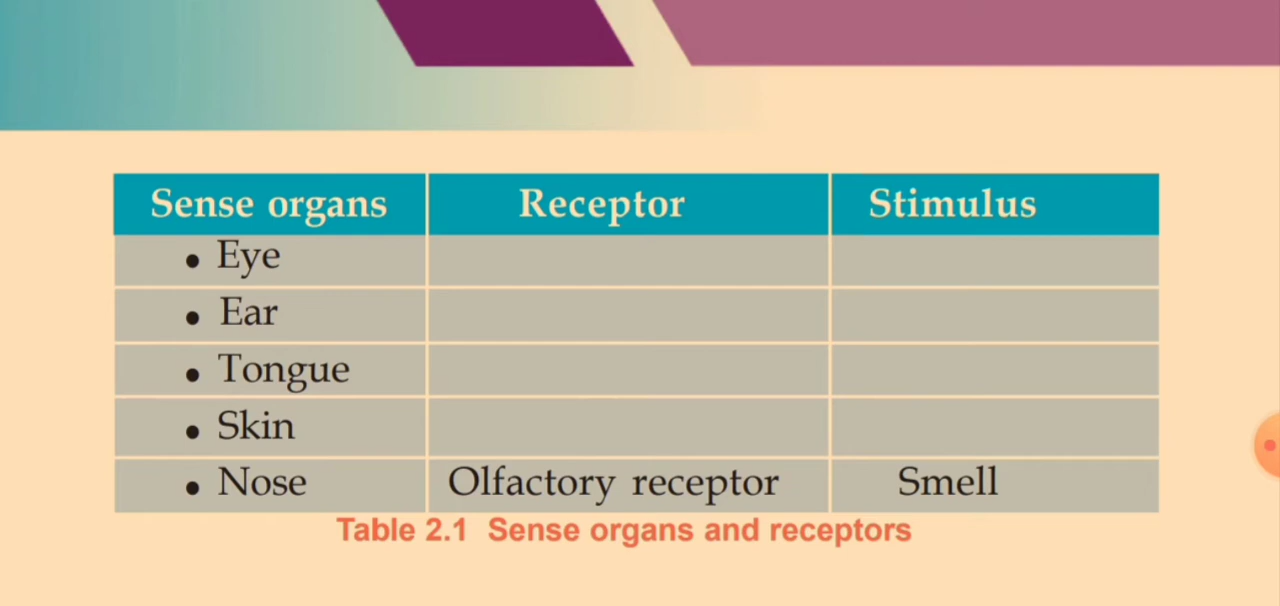 Sense organs Receptor Stimulus
• Eye
• Ear
• Tongue
• Skin
• Nose Olfactory receptor Smell
Table 2.1 Sense organs and receptors